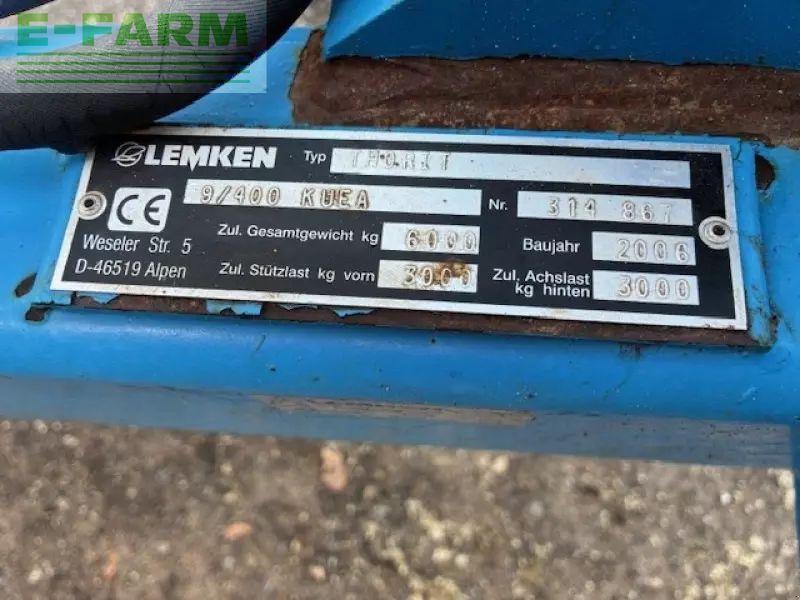 E-FARM
LEMKEN Typ THORIT
9/400 KUEA Nr. 314 867
CE Zul. Gesamtgewicht kg 6000 Baujahr 2006
Weseler Str. 5
D-46519 Alpen Zul. Stützlast kg vorn 3000 Zul. Achslast kg hinten 3000